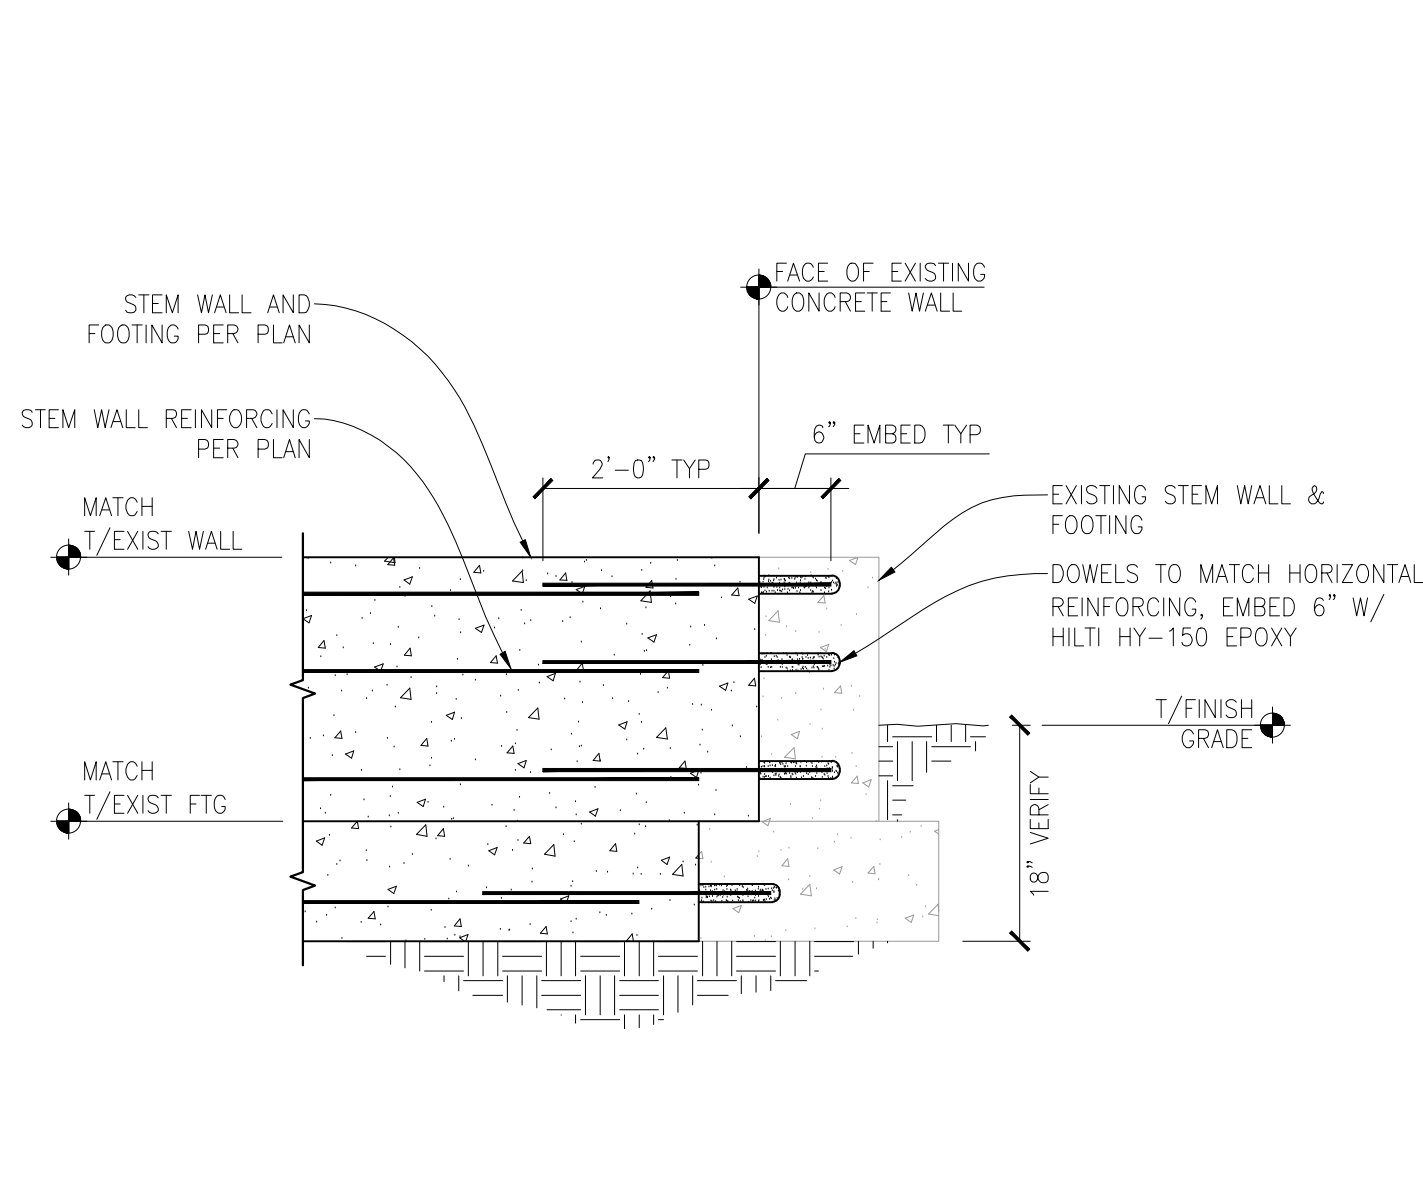 FACE OF EXISTING
CONCRETE WALL
STEM WALL AND
FOOTING PER PLAN
STEM WALL REINFORCING
PER PLAN
6" EMBED TYP
2'-0" TYP
MATCH
T/EXIST WALL
EXISTING STEM WALL &
FOOTING
DOWELS TO MATCH HORIZONTAL
REINFORCING, EMBED 6" W/
HILTI HY-150 EPOXY
T/FINISH
GRADE
MATCH
T/EXIST FTG
18" VERIFY